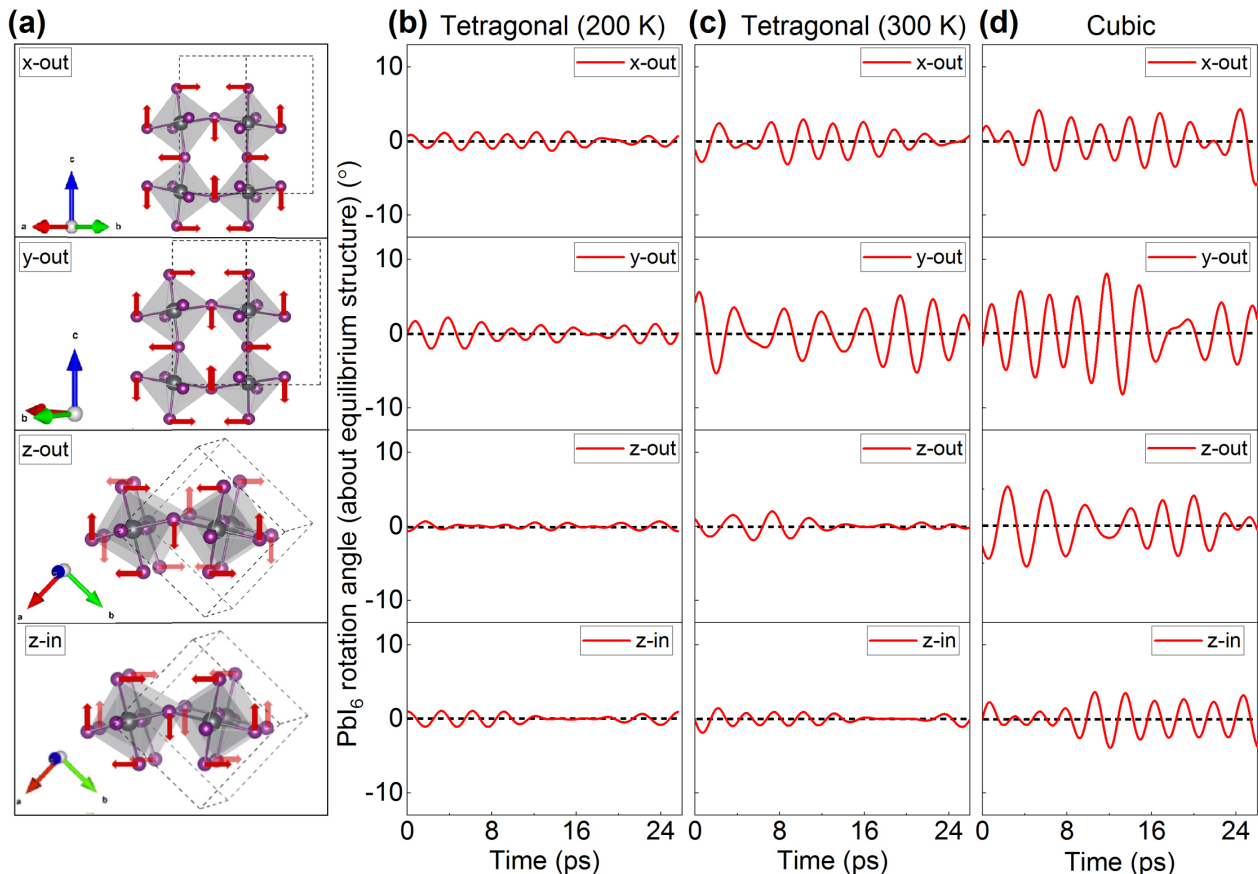 (a)
(b) Tetragonal (200 K)
(c) Tetragonal (300 K)
(d) Cubic
x-out
c
a
b
y-out
c
b
z-out
a
b
z-in
a
b
PbI6 rotation angle (about equilibrium structure) (°)
10
0
-10
x-out
x-out
x-out
10
0
-10
y-out
y-out
y-out
10
0
-10
z-out
z-out
z-out
10
0
-10
z-in
z-in
z-in
0 8 16 24
0 8 16 24
0 8 16 24
Time (ps)
Time (ps)
Time (ps)